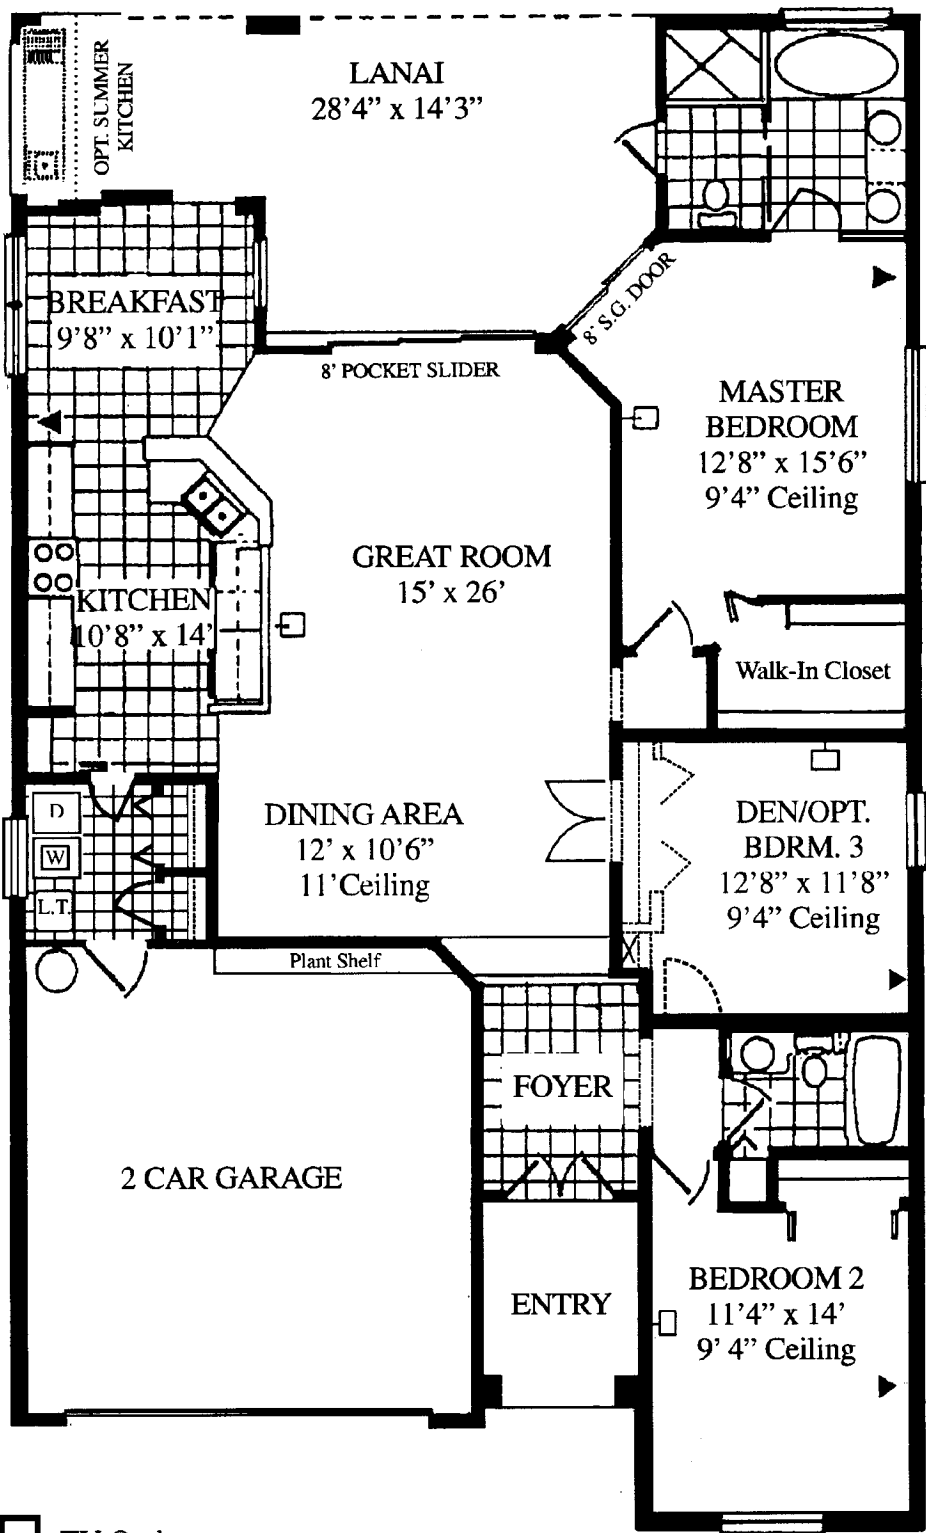 OPT. SUMMER
KITCHEN
LANAI
28'4" x 14'3"
BREAKFAST
9'8" x 10'1"
8' S.G. DOOR
8' POCKET SLIDER
MASTER
BEDROOM
12'8" x 15'6"
9'4" Ceiling
GREAT ROOM
15' x 26'
KITCHEN
10'8" x 14'
Walk-In Closet
D
W
L.T.
DINING AREA
12' x 10'6"
11'Ceiling
DEN/OPT.
BDRM. 3
12'8" x 11'8"
9'4" Ceiling
Plant Shelf
FOYER
2 CAR GARAGE
ENTRY
BEDROOM 2
11'4" x 14'
9' 4" Ceiling